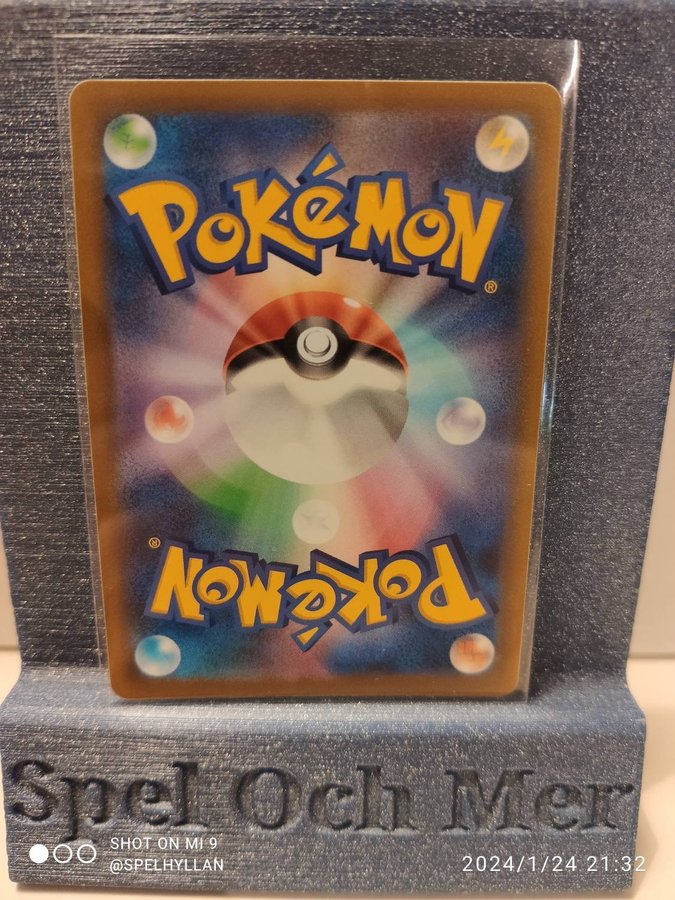 POKéMON
®
®
POKéMON
Spel Och Mer
SHOT ON MI 9
@SPELHYLLAN
2024/1/24 21:32